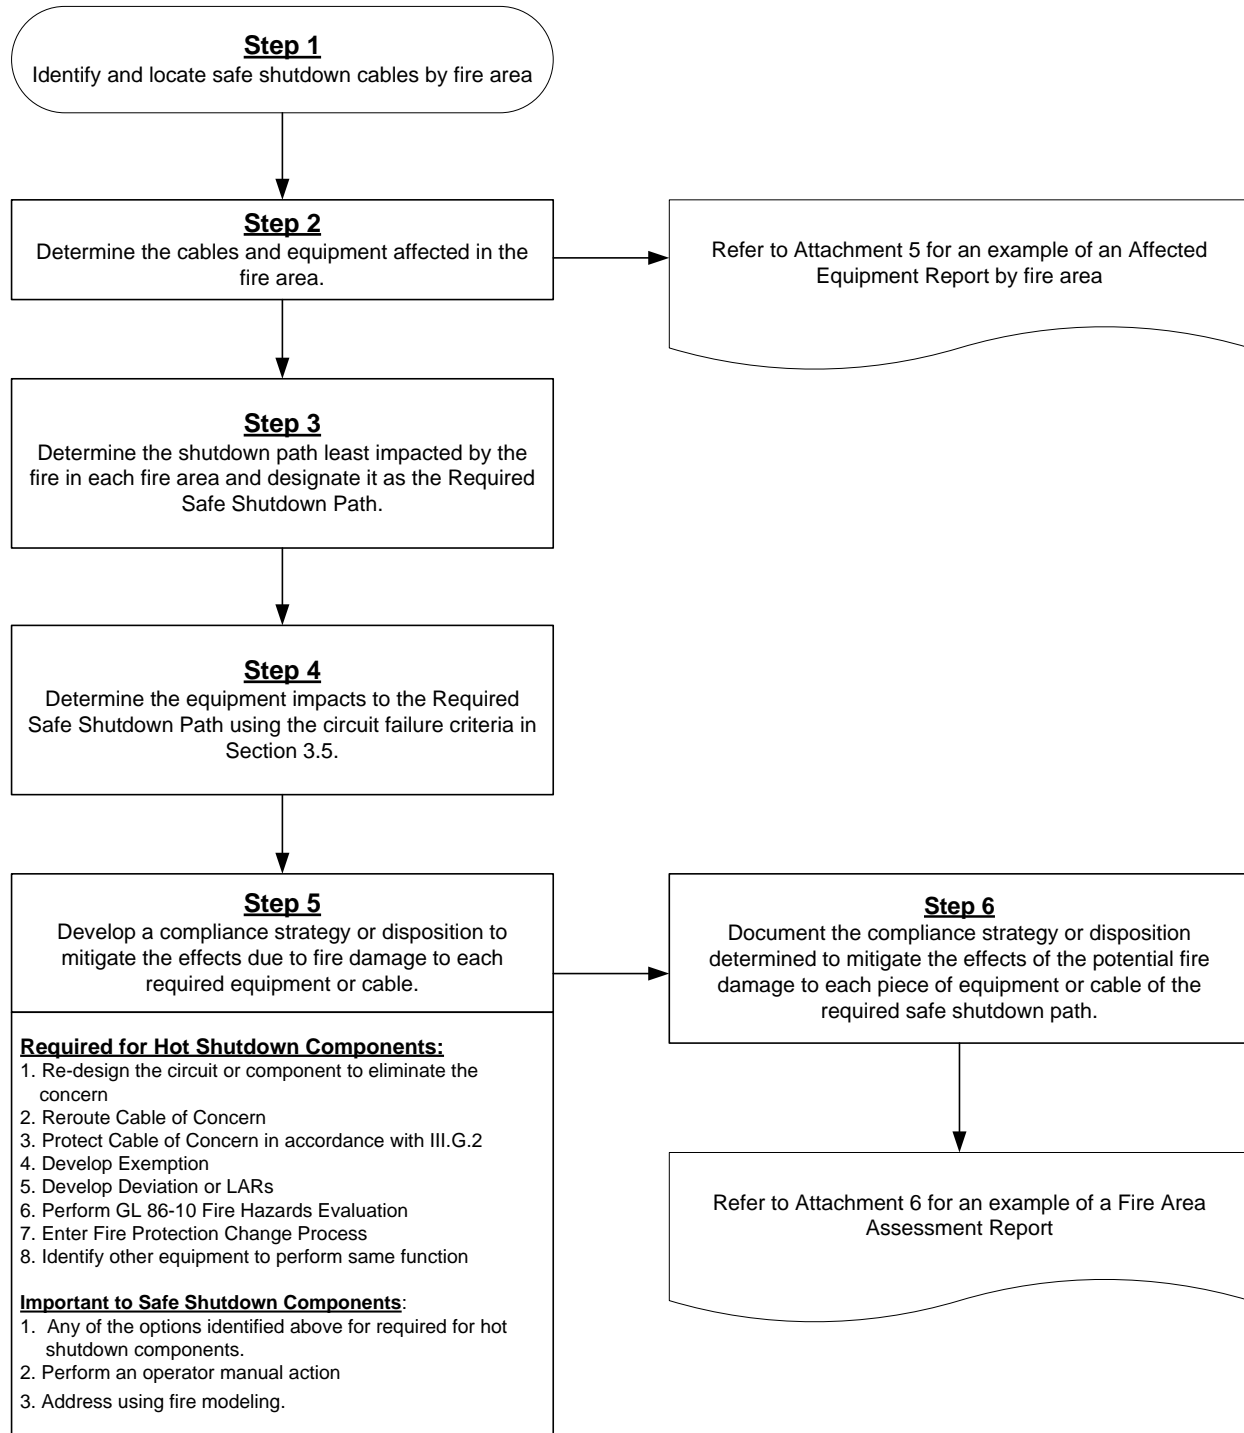 Step 1
Identify and locate safe shutdown cables by fire area
Step 2
Determine the cables and equipment affected in the
fire area.
Refer to Attachment 5 for an example of an Affected
Equipment Report by fire area
Step 3
Determine the shutdown path least impacted by the
fire in each fire area and designate it as the Required
Safe Shutdown Path.
Step 4
Determine the equipment impacts to the Required
Safe Shutdown Path using the circuit failure criteria in
Section 3.5.
Step 5
Develop a compliance strategy or disposition to
mitigate the effects due to fire damage to each
required equipment or cable.
Required for Hot Shutdown Components:
1. Re-design the circuit or component to eliminate the
concern
2. Reroute Cable of Concern
3. Protect Cable of Concern in accordance with III.G.2
4. Develop Exemption
5. Develop Deviation or LARs
6. Perform GL 86-10 Fire Hazards Evaluation
7. Enter Fire Protection Change Process
8. Identify other equipment to perform same function
Important to Safe Shutdown Components:
1. Any of the options identified above for required for hot
shutdown components.
2. Perform an operator manual action
3. Address using fire modeling.
Step 6
Document the compliance strategy or disposition
determined to mitigate the effects of the potential fire
damage to each piece of equipment or cable of the
required safe shutdown path.
Refer to Attachment 6 for an example of a Fire Area
Assessment Report